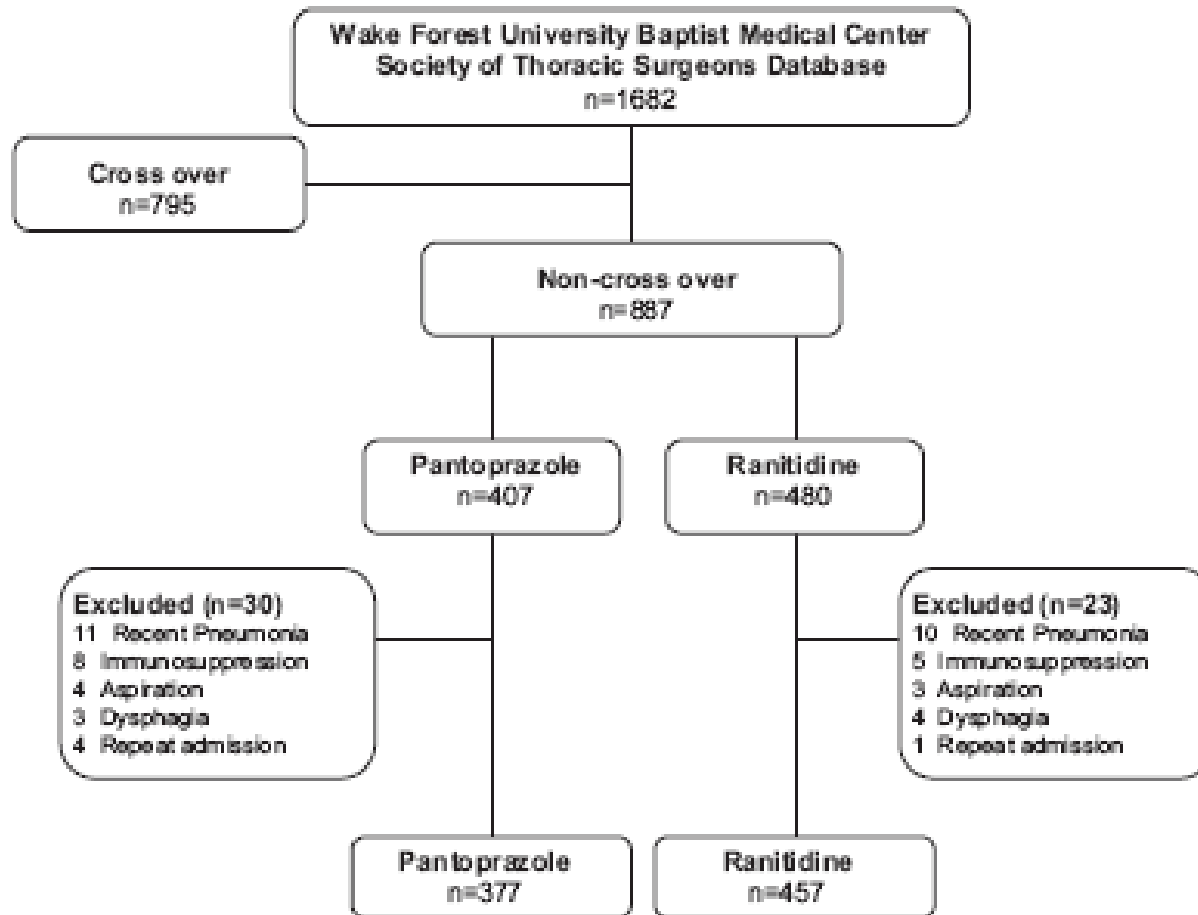 Wake Forest University Baptist Medical Center
Society of Thoracic Surgeons Database
n=1682
Cross over
n=795
Non-cross over
n=887
Pantoprazole
n=407
Ranitidine
n=480
Excluded (n=30)
11 Recent Pneumonia
8 Immunosuppression
4 Aspiration
3 Dysphagia
4 Repeat admission
Excluded (n=23)
10 Recent Pneumonia
5 Immunosuppression
3 Aspiration
4 Dysphagia
1 Repeat admission
Pantoprazole
n=377
Ranitidine
n=457